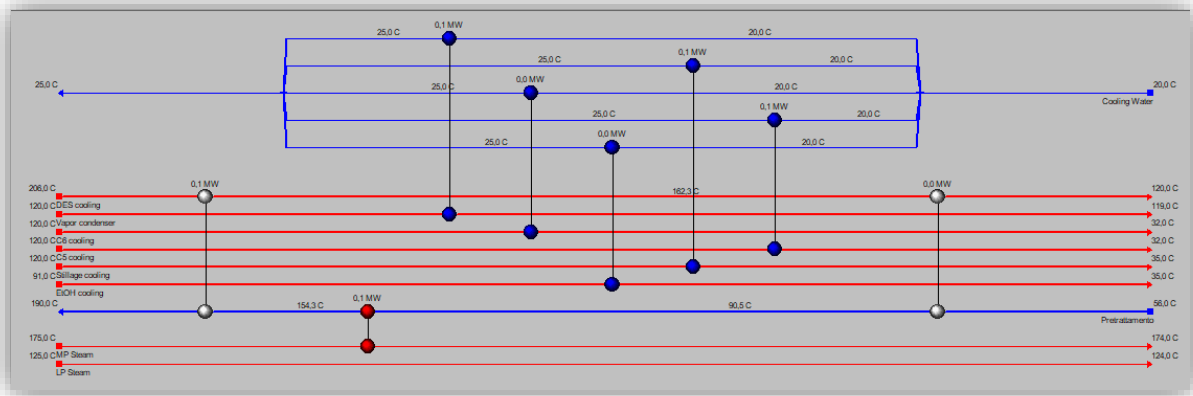 0,1 MW
25,0 C 20,0 C
0,1 MW
25,0 C 20,0 C
25,0 C 0,0 MW 25,0 C 20,0 C 20,0 C
Cooling Water
0,1 MW
25,0 C 20,0 C
0,0 MW
25,0 C 20,0 C
206,0 C 0,1 MW 162,3 C 0,0 MW 120,0 C
120,0 C DES cooling 119,0 C
120,0 C Vapor condenser 32,0 C
120,0 C C6 cooling 32,0 C
120,0 C C5 cooling 35,0 C
91,0 C Stillage cooling 35,0 C
EtOH cooling
190,0 C 154,3 C 0,1 MW 90,5 C 56,0 C
Pretrattamento
175,0 C MP Steam 174,0 C
125,0 C LP Steam 124,0 C